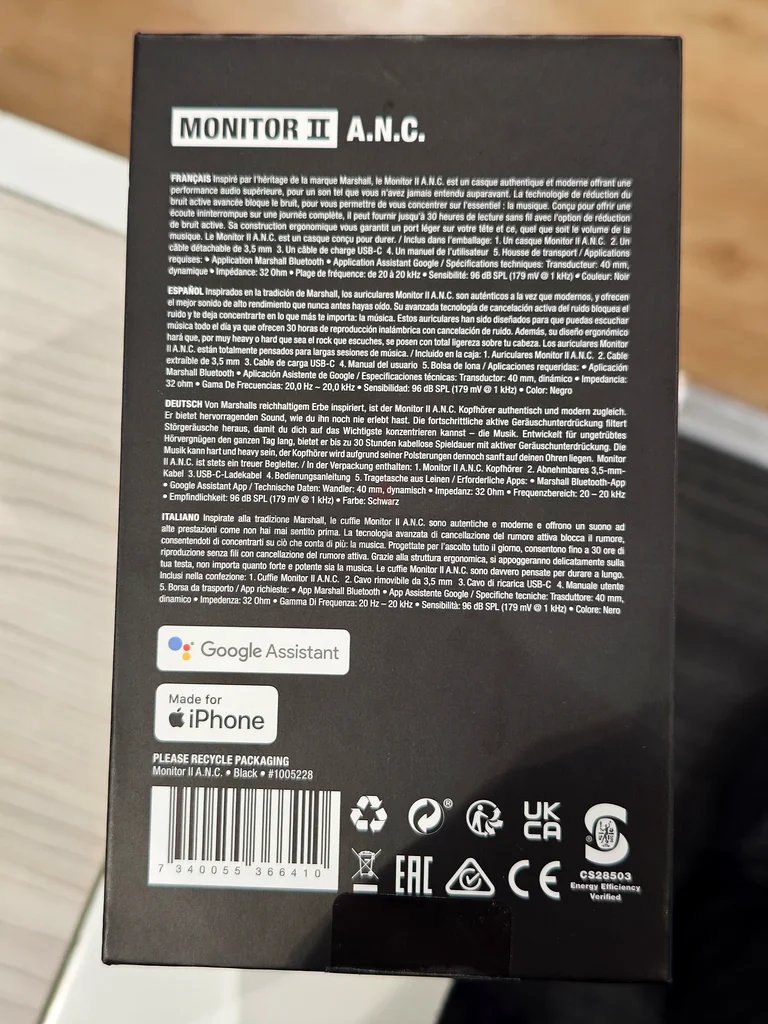 MONITOR II A.N.C.
FRANÇAIS Inspiré par l'héritage de la marque Marshall, le Monitor II A.N.C. est un casque authentique et moderne offrant une
performance audio supérieure, pour un son tel que vous n'avez jamais entendu auparavant. La technologie de réduction du
bruit active avancée bloque le bruit, pour vous permettre de vous concentrer sur l'essentiel : la musique. Conçu pour offrir une
écoute ininterrompue sur une journée complète, il peut fournir jusqu'à 30 heures de lecture sans fil avec l'option de réduction
de bruit active. Sa construction ergonomique vous garantit un port léger sur votre tête et ce, quel que soit le volume de la
musique. Le Monitor II A.N.C. est un casque conçu pour durer. / Inclus dans l'emballage: 1. Un casque Monitor II A.N.C. 2. Un
câble détachable de 3,5 mm 3. Un câble de charge USB-C 4. Un manuel de l'utilisateur 5. Housse de transport / Applications
requises: • Application Marshall Bluetooth • Application Assistant Google / Spécifications techniques: Transducteur: 40 mm,
dynamique • Impédance: 32 Ohm • Plage de fréquence: de 20 à 20 kHz • Sensibilité: 96 dB SPL (179 mV @ 1 kHz) • Couleur: Noir
ESPAÑOL Inspirados en la tradición de Marshall, los auriculares Monitor II A.N.C. son auténticos a la vez que modernos, y ofrecen
el mejor sonido de alto rendimiento que nunca antes hayas oído. Su avanzada tecnología de cancelación activa del ruido bloquea el
ruido y te deja concentrarte en lo que más te importa: la música. Estos auriculares han sido diseñados para que puedas escuchar
música todo el día ya que ofrecen 30 horas de reproducción inalámbrica con cancelación de ruido. Además, su diseño ergonómico
hará que, por muy heavy o hard que sea el rock que escuches, se posen con total ligereza sobre tu cabeza. Los auriculares Monitor
II A.N.C. están totalmente pensados para largas sesiones de música. / Incluido en la caja: 1. Auriculares Monitor II A.N.C. 2. Cable
extraíble de 3,5 mm 3. Cable de carga USB-C 4. Manual del usuario 5. Bolsa de lona / Aplicaciones requeridas: • Aplicación
Marshall Bluetooth • Aplicación Asistente de Google / Especificaciones técnicas: Transductor: 40 mm, dinámico • Impedancia:
32 ohm • Gama De Frecuencias: 20,0 Hz ~ 20,0 kHz • Sensibilidad: 96 dB SPL (179 mV @ 1 kHz) • Color: Negro
DEUTSCH Von Marshalls reichhaltigem Erbe inspiriert, ist der Monitor II A.N.C. Kopfhörer authentisch und modern zugleich.
Er bietet hervorragenden Sound, wie du ihn noch nie erlebt hast. Die fortschrittliche aktive Geräuschunterdrückung filtert
Störgeräusche heraus, damit du dich auf das Wichtigste konzentrieren kannst – die Musik. Entwickelt für ungetrübtes
Hörvergnügen den ganzen Tag lang, bietet er bis zu 30 Stunden kabellose Spieldauer mit aktiver Geräuschunterdrückung. Die
Musik kann hart und heavy sein, der Kopfhörer wird aufgrund seiner Polsterungen dennoch sanft auf deinen Ohren liegen. Monitor
II A.N.C. ist stets ein treuer Begleiter. / In der Verpackung enthalten: 1. Monitor II A.N.C. Kopfhörer 2. Abnehmbares 3,5-mm-
Kabel 3.USB-C-Ladekabel 4.Bedienungsanleitung 5. Tragetasche aus Leinen / Erforderliche Apps: • Marshall Bluetooth-App
• Google Assistant App / Technische Daten: Wandler: 40 mm, dynamisch • Impedanz: 32 Ohm • Frequenzbereich: 20 – 20 kHz
• Empfindlichkeit: 96 dB SPL (179 mV @ 1 kHz) • Farbe: Schwarz
ITALIANO Inspirate alla tradizione Marshall, le cuffie Monitor II A.N.C. sono autentiche e moderne e offrono un suono ad
alte prestazioni come non hai mai sentito prima. La tecnologia avanzata di cancellazione del rumore attiva blocca il rumore,
consentendoti di concentrarti su ciò che conta di più: la musica. Progettate per l'ascolto tutto il giorno, consentono fino a 30 ore di
riproduzione senza fili con cancellazione del rumore attiva. Grazie alla struttura ergonomica, si appoggeranno delicatamente sulla
tua testa, non importa quanto forte e potente sia la musica. Le cuffie Monitor II A.N.C. sono davvero pensate per durare a lungo.
Inclusi nella confezione: 1. Cuffie Monitor II A.N.C. 2. Cavo rimovibile da 3,5 mm 3. Cavo di ricarica USB-C 4. Manuale utente
5. Borsa da trasporto / App richieste: • App Marshall Bluetooth • App Assistente Google / Specifiche tecniche: Trasduttore: 40 mm,
dinamico • Impedenza: 32 Ohm • Gamma Di Frequenza: 20 Hz – 20 kHz • Sensibilità: 96 dB SPL (179 mV @ 1 kHz) • Colore: Nero
Google Assistant
Made for
iPhone
PLEASE RECYCLE PACKAGING
Monitor II A.N.C. • Black • #1005228
7 340055 366410
UK
CA
EAC
CE
CS28503
Energy Efficiency
Verified